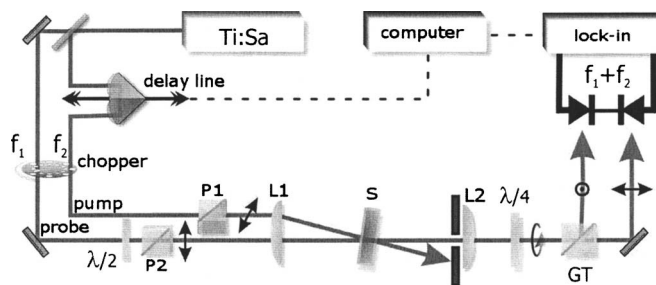 Ti:Sa
computer
lock-in
delay line
f1+f2
f1
f2
chopper
pump
P1
L1
S
L2
λ/4
probe
λ/2
P2
GT